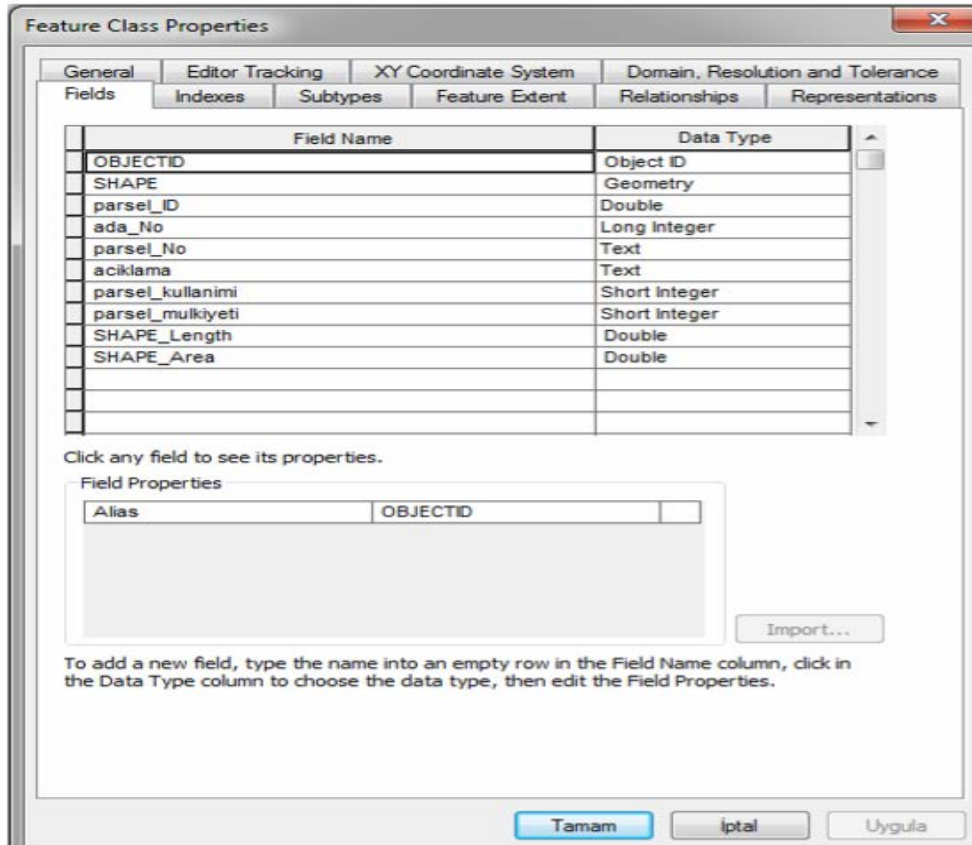 Feature Class Properties
General Editor Tracking XY Coordinate System Domain, Resolution and Tolerance
Fields Indexes Subtypes Feature Extent Relationships Representations
Field Name Data Type
OBJECTID Object ID
SHAPE Geometry
parsel_ID Double
ada_No Long Integer
parsel_No Text
aciklama Text
parsel_kullanimi Short Integer
parsel_mulkiyeti Short Integer
SHAPE_Length Double
SHAPE_Area Double
Click any field to see its properties.
Field Properties
Alias OBJECTID
Import...
To add a new field, type the name into an empty row in the Field Name column, click in
the Data Type column to choose the data type, then edit the Field Properties.
Tamam İptal Uygula